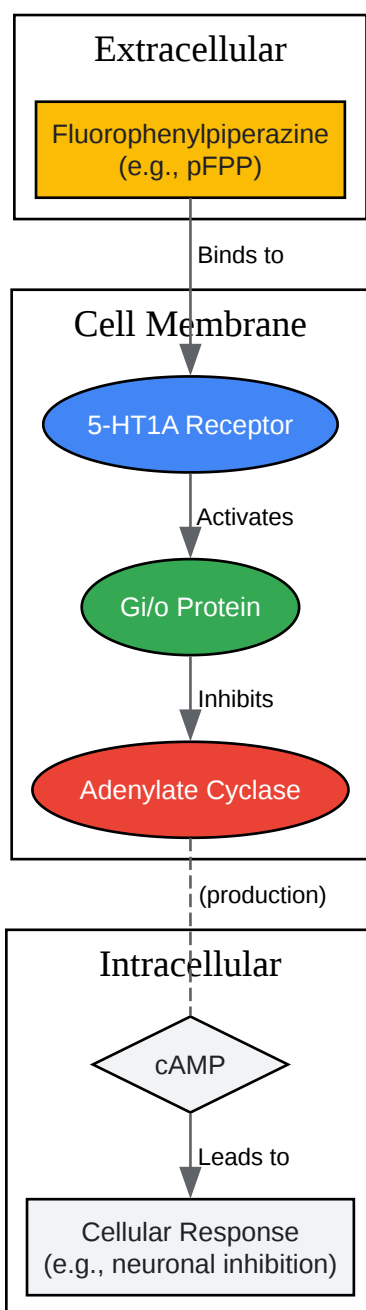 Extracellular
Fluorophenylpiperazine
(e.g., pFPP)
Binds to
Cell Membrane
5-HT1A Receptor
Activates
Gi/o Protein
Inhibits
Adenylate Cyclase
(production)
Intracellular
cAMP
Leads to
Cellular Response
(e.g., neuronal inhibition)